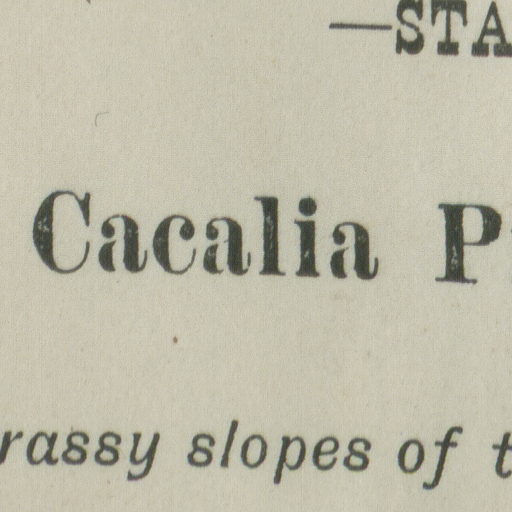 —STA
Cacalia P
rassy slopes of t